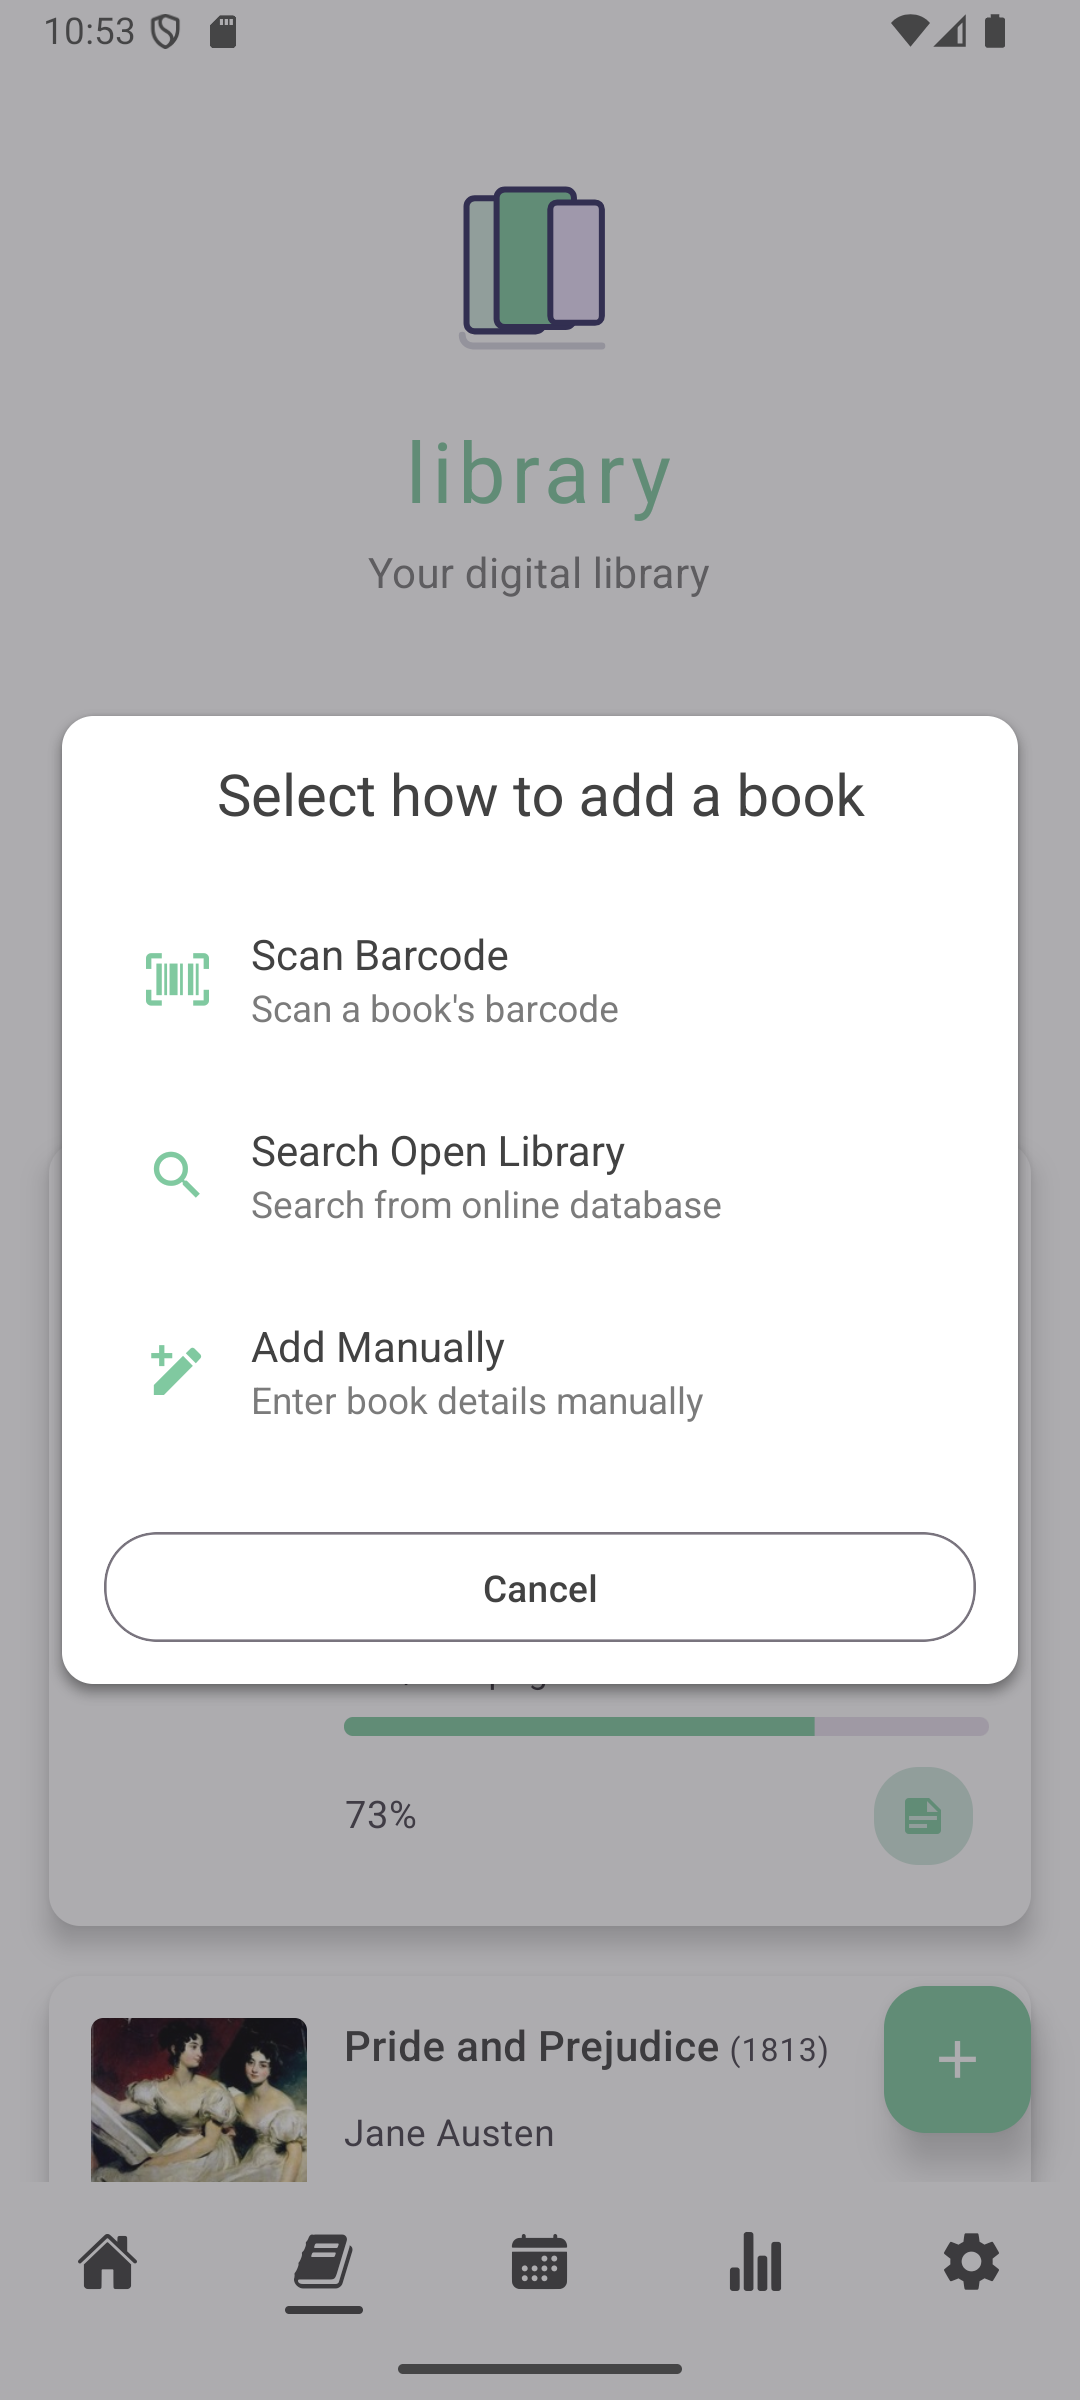 10:53
library
Your digital library
Select how to add a book
Scan Barcode
Scan a book's barcode
Search Open Library
Search from online database
Add Manually
Enter book details manually
Cancel
73%
Pride and Prejudice (1813)
Jane Austen